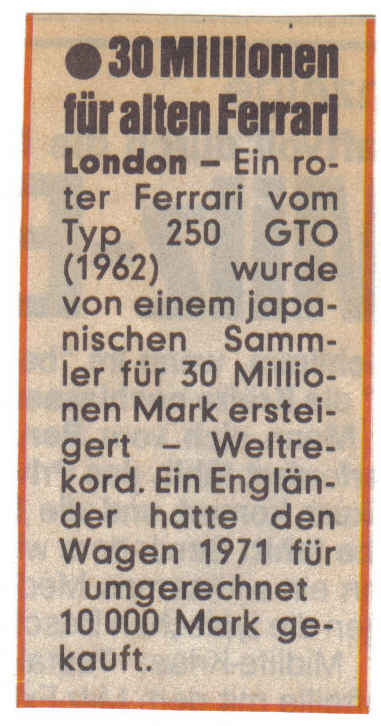 ● 30 Millionen
für alten Ferrari
London – Ein ro-
ter Ferrari vom
Typ 250 GTO
(1962) wurde
von einem japa-
nischen Samm-
ler für 30 Millio-
nen Mark erstei-
gert – Weltre-
kord. Ein Englän-
der hatte den
Wagen 1971 für
umgerechnet
10 000 Mark ge-
kauft.